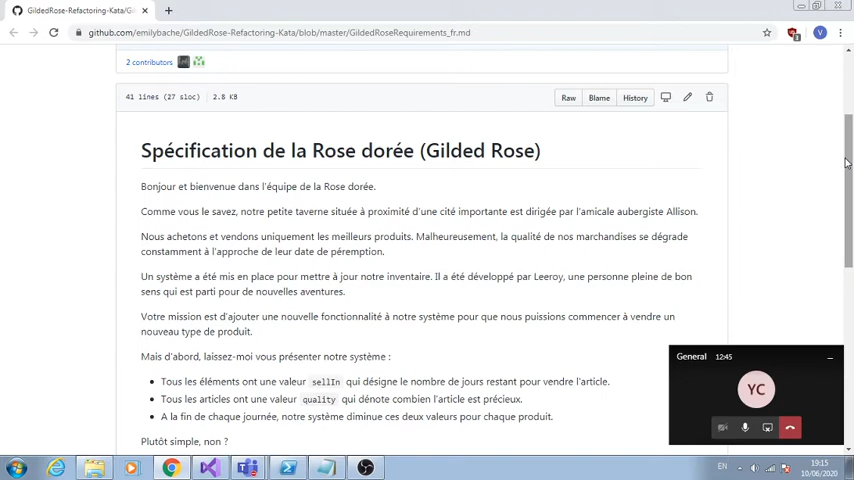 GildedRose-Refactoring-Kata/Gild
github.com/emilybache/GildedRose-Refactoring-Kata/blob/master/GildedRoseRequirements_fr.md
V
2 contributors
41 lines (27 sloc) 2.8 KB
Raw Blame History
Spécification de la Rose dorée (Gilded Rose)
Bonjour et bienvenue dans l'équipe de la Rose dorée.
Comme vous le savez, notre petite taverne située à proximité d'une cité importante est dirigée par l'amicale aubergiste Allison.
Nous achetons et vendons uniquement les meilleurs produits. Malheureusement, la qualité de nos marchandises se dégrade
constamment à l'approche de leur date de péremption.
Un système a été mis en place pour mettre à jour notre inventaire. Il a été développé par Leeroy, une personne pleine de bon
sens qui est parti pour de nouvelles aventures.
Votre mission est d'ajouter une nouvelle fonctionnalité à notre système pour que nous puissions commencer à vendre un
nouveau type de produit.
Mais d'abord, laissez-moi vous présenter notre système :
Tous les éléments ont une valeur sellIn qui désigne le nombre de jours restant pour vendre l'article.
Tous les articles ont une valeur quality qui dénote combien l'article est précieux.
A la fin de chaque journée, notre système diminue ces deux valeurs pour chaque produit.
Plutôt simple, non ?
General 12:45
YC
EN
19:15
10/06/2020